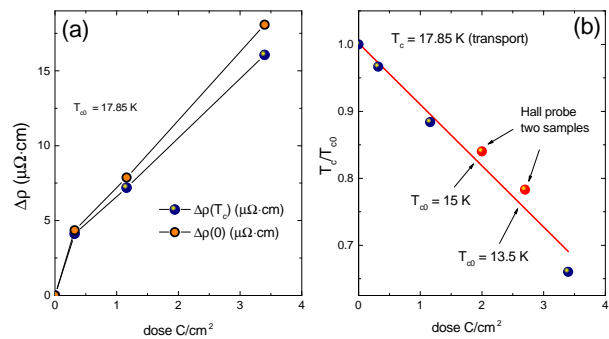 (a)
T_c0 = 17.85 K
Δρ(T_c) (μΩ·cm)
Δρ(0) (μΩ·cm)
Δρ (μΩ·cm)
0
5
10
15
0
1
2
3
4
dose C/cm²
(b)
T_c = 17.85 K (transport)
Hall probe
two samples
T_c0 = 15 K
T_c0 = 13.5 K
T_c/T_c0
1.0
0.9
0.8
0.7
0.6
0
1
2
3
4
dose C/cm²